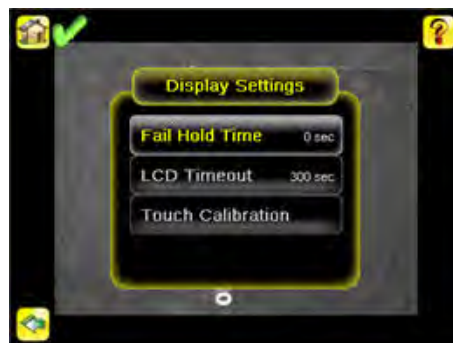 Display Settings
Fail Hold Time 0 sec
LCD Timeout 300 sec
Touch Calibration